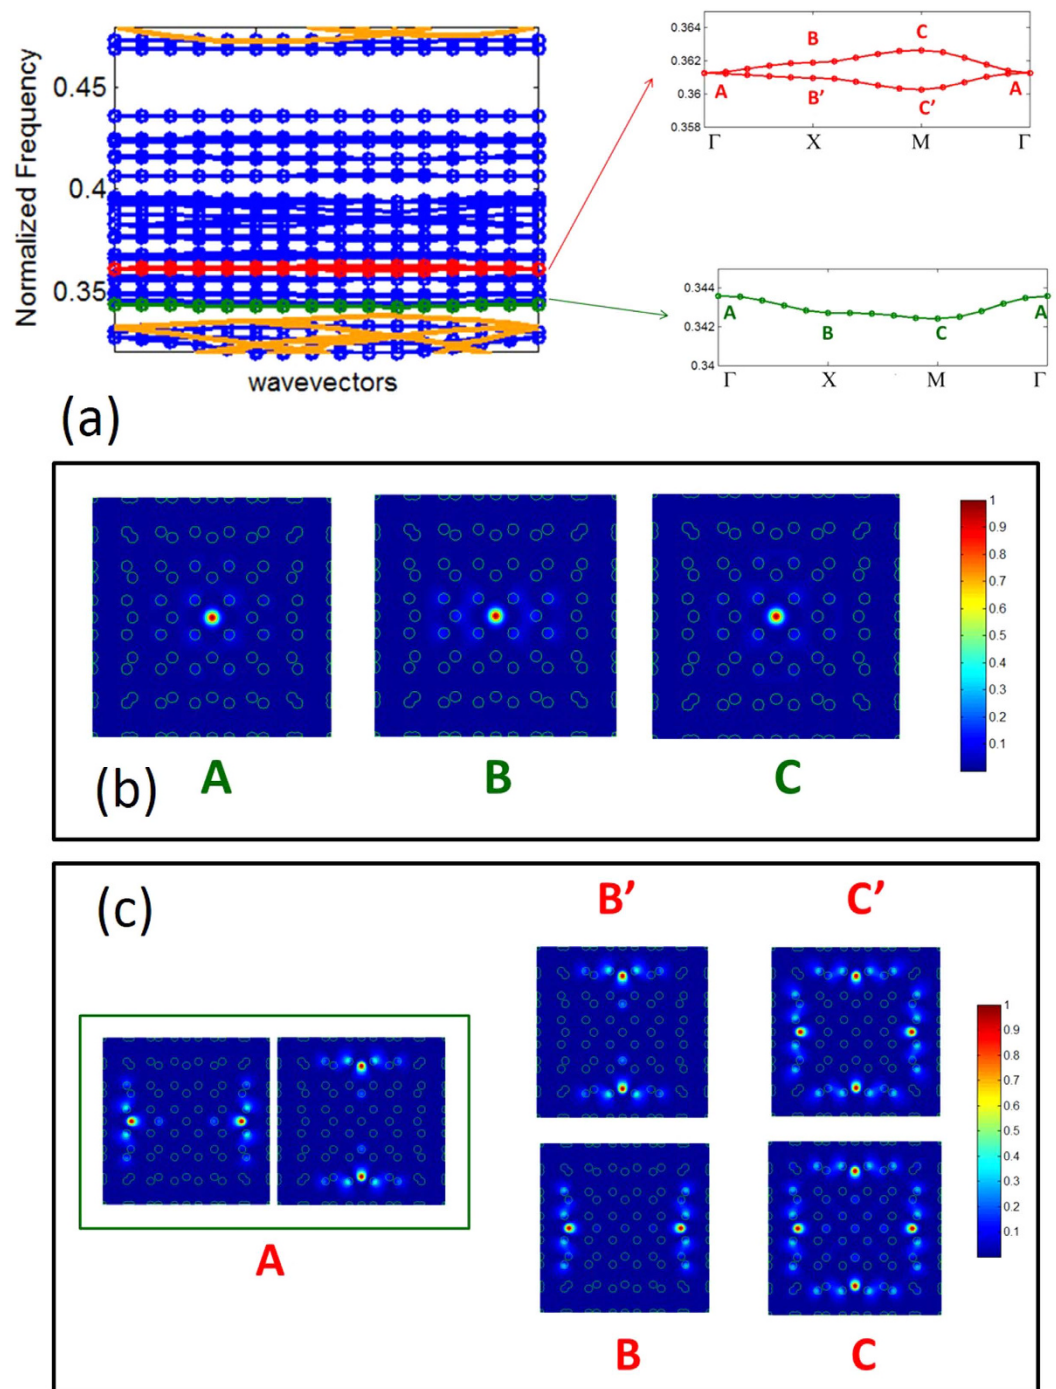 Normalized Frequency
0.45
0.4
0.35
wavevectors
0.364
0.362
0.36
0.358
B
C
A
B’
C’
A
Γ X M Γ
0.344
0.342
0.34
A
B
C
A
Γ X M Γ
(a)
1
0.9
0.8
0.7
0.6
0.5
0.4
0.3
0.2
0.1
A B C
(b)
(c)
B’ C’
1
0.9
0.8
0.7
0.6
0.5
0.4
0.3
0.2
0.1
A
B C